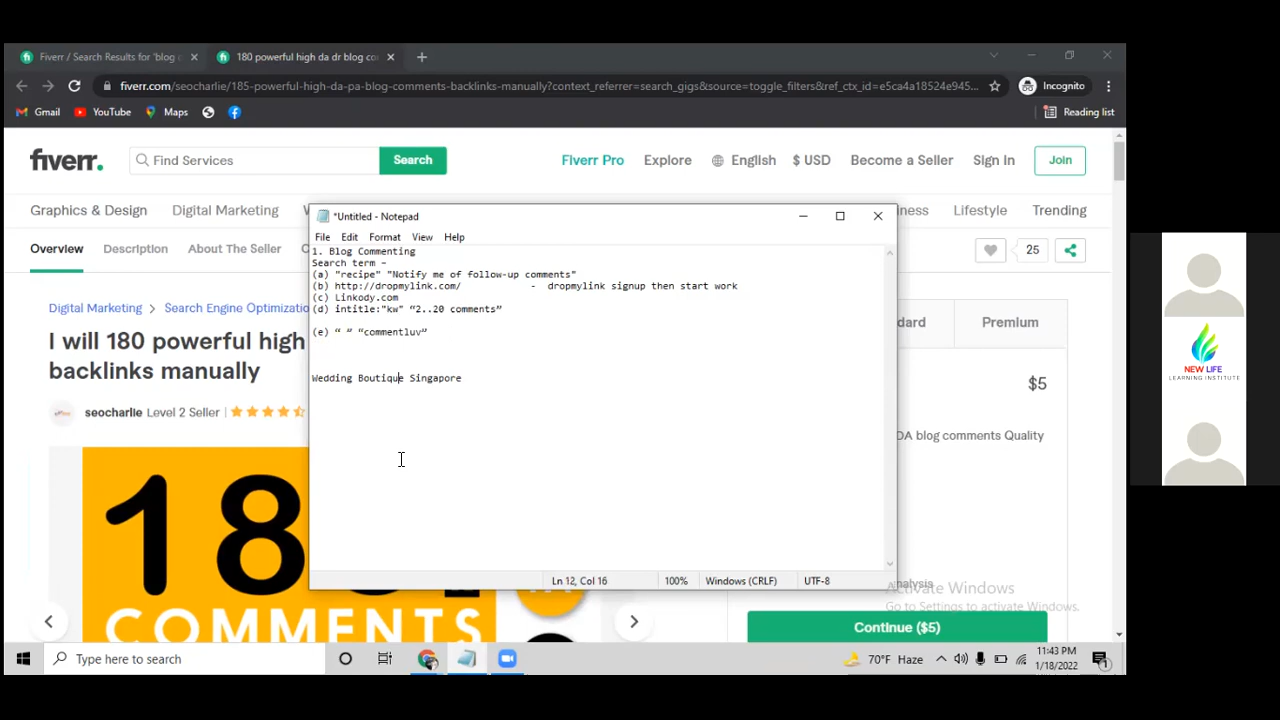 Fiverr / Search Results for 'blog c
180 powerful high da dr blog co
fiverr.com/seocharlie/185-powerful-high-da-pa-blog-comments-backlinks-manually?context_referrer=search_gigs&source=toggle_filters&ref_ctx_id=e5ca4a18524e945...
Incognito
Gmail
YouTube
Maps
Reading list
fiverr.
Find Services
Search
Fiverr Pro
Explore
English
$ USD
Become a Seller
Sign In
Join
Graphics & Design
Digital Marketing
iness
Lifestyle
Trending
Overview
Description
About The Seller
25
*Untitled - Notepad
File Edit Format View Help
1. Blog Commenting
Search term -
(a) "recipe" "Notify me of follow-up comments"
(b) http://dropmylink.com/ - dropmylink signup then start work
(c) Linkody.com
(d) intitle:"kw" “2..20 comments”
(e) “ ” “commentluv”
Wedding Boutique Singapore
Ln 12, Col 16
100%
Windows (CRLF)
UTF-8
Digital Marketing
Search Engine Optimizatio
I will 180 powerful high
backlinks manually
seocharlie Level 2 Seller
dard
Premium
$5
DA blog comments Quality
180
COMMENTS
analysis
Activate Windows
Go to Settings to activate Windows.
Continue ($5)
NEW LIFE
LEARNING INSTITUTE
Type here to search
70°F Haze
11:43 PM
1/18/2022
1